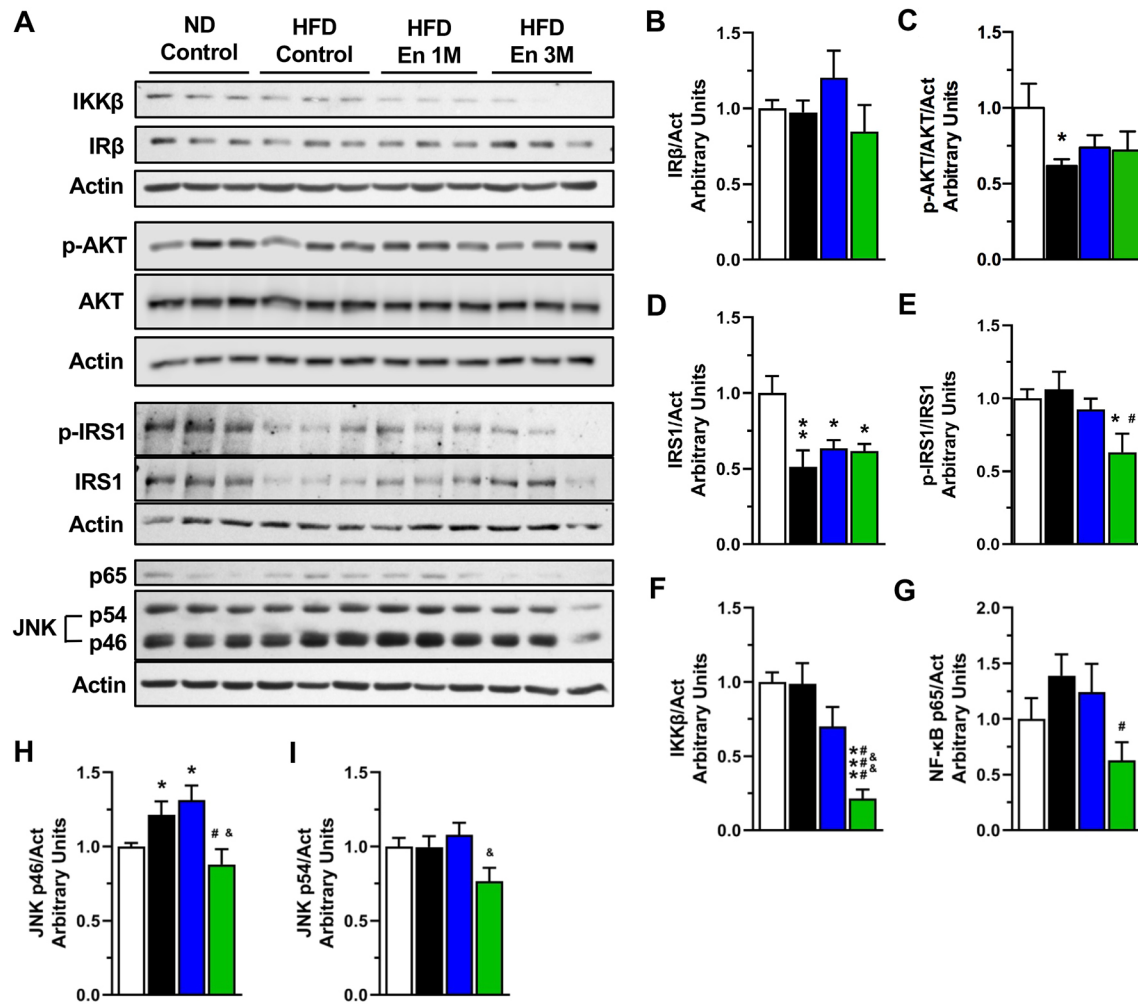 A
ND
Control
HFD
Control
HFD
En 1M
HFD
En 3M
IKKβ
IRβ
Actin
p-AKT
AKT
Actin
p-IRS1
IRS1
Actin
p65
JNK
p54
p46
Actin
B
IRβ/Act
Arbitrary Units
1.5
1.0
0.5
0.0
C
p-AKT/AKT/Act
Arbitrary Units
1.5
1.0
0.5
0.0
*
D
IRS1/Act
Arbitrary Units
1.5
1.0
0.5
0.0
*
*
*
*
E
p-IRS1/IRS1
Arbitrary Units
1.5
1.0
0.5
0.0
* #
F
IKKβ/Act
Arbitrary Units
1.5
1.0
0.5
0.0
*#&
*#&
*#
G
NF-κB p65/Act
Arbitrary Units
2.0
1.5
1.0
0.5
0.0
#
H
JNK p46/Act
Arbitrary Units
1.5
1.0
0.5
0.0
*
*
# &
I
JNK p54/Act
Arbitrary Units
1.5
1.0
0.5
0.0
&